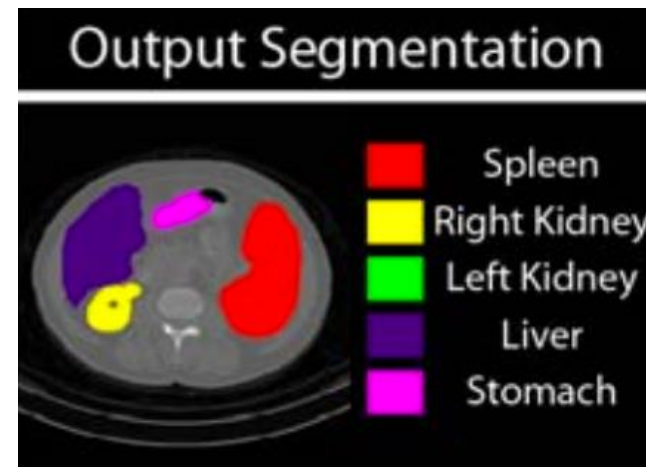 Output Segmentation
Spleen
Right Kidney
Left Kidney
Liver
Stomach